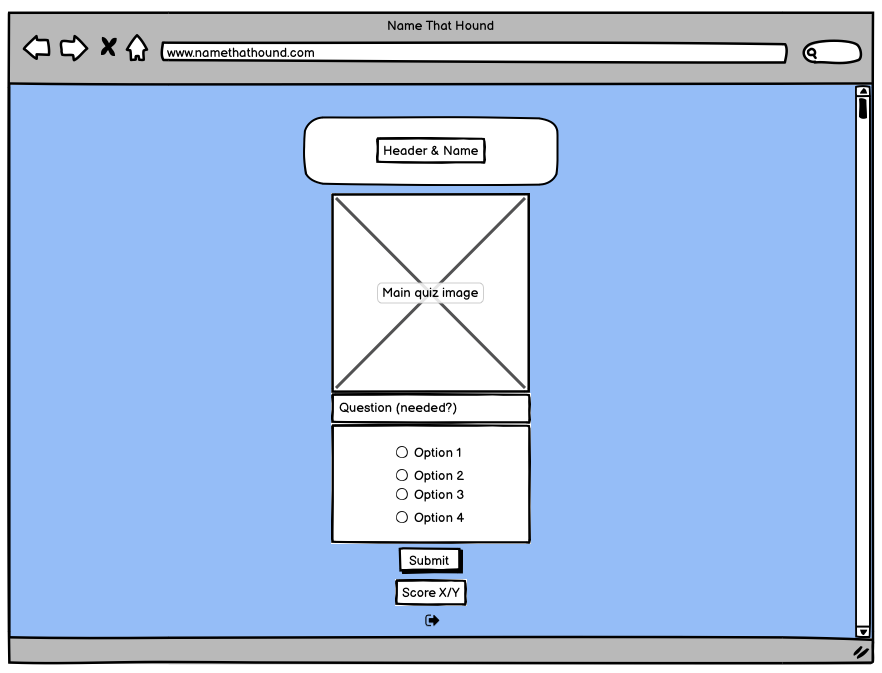 Name That Hound
www.namethathound.com
Header & Name
Main quiz image
Question (needed?)
Option 1
Option 2
Option 3
Option 4
Submit
Score X/Y